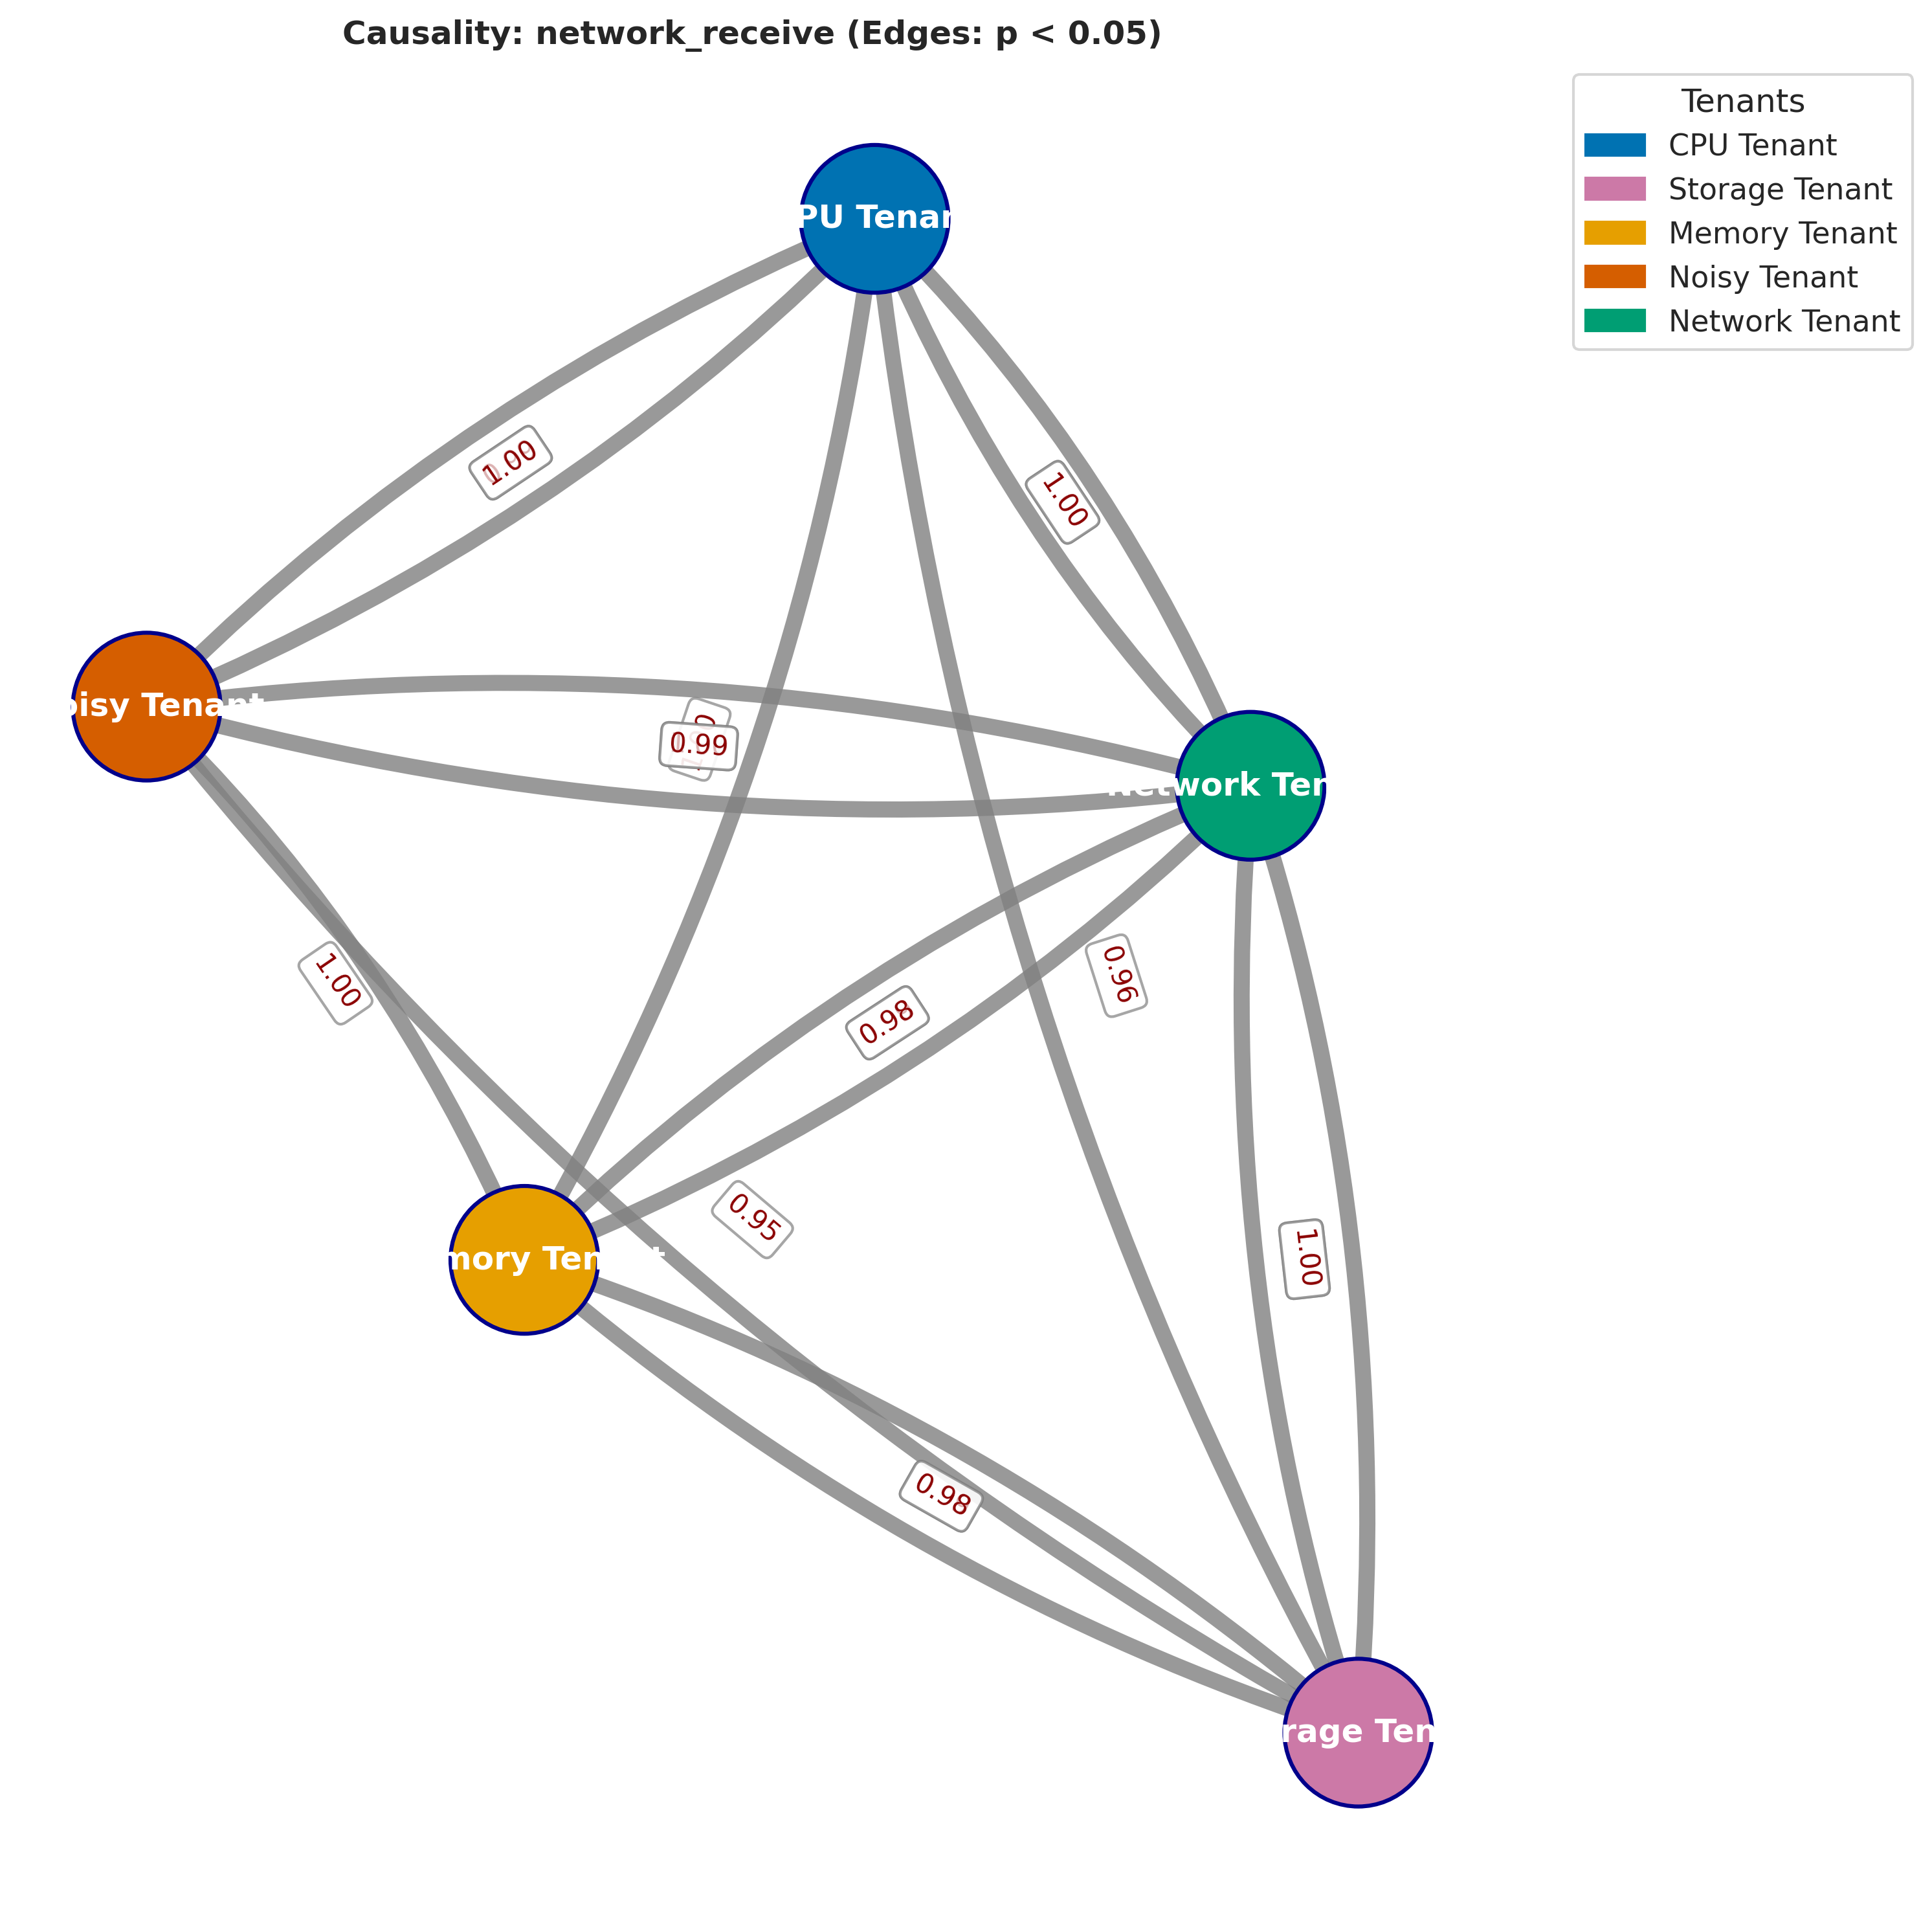 Causality: network_receive (Edges: p < 0.05)
Tenants
CPU Tenant
Storage Tenant
Memory Tenant
Noisy Tenant
Network Tenant
PU Tenan
1.00
1.00
oisy Tenant
0.99
Network Ten
1.00
0.96
0.98
0.95
mory Tenant
1.00
0.98
rage Ten